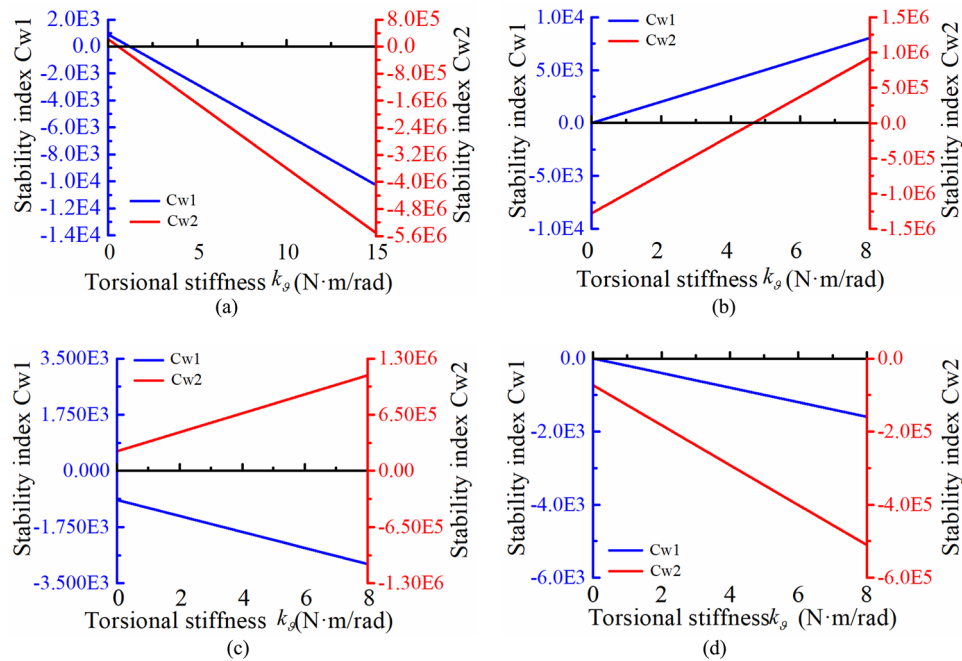 Stability index Cw1
2.0E3
0.0
-2.0E3
-4.0E3
-6.0E3
-8.0E3
-1.0E4
-1.2E4
-1.4E4
Cw1
Cw2
8.0E5
0.0
-8.0E5
-1.6E6
-2.4E6
-3.2E6
-4.0E6
-4.8E6
-5.6E6
Stability index Cw2
0 5 10 15
Torsional stiffness kϑ (N·m/rad)
(a)
Stability index Cw1
1.0E4
5.0E3
0.0
-5.0E3
-1.0E4
Cw1
Cw2
1.5E6
1.0E6
5.0E5
0.0
-5.0E5
-1.0E6
-1.5E6
Stability index Cw2
0 2 4 6 8
Torsional stiffness kϑ (N·m/rad)
(b)
Stability index Cw1
3.500E3
1.750E3
0.000
-1.750E3
-3.500E3
Cw1
Cw2
1.30E6
6.50E5
0.00
-6.50E5
-1.30E6
Stability index Cw2
0 2 4 6 8
Torsional stiffness kϑ(N·m/rad)
(c)
Stability index Cw1
0.0
-2.0E3
-4.0E3
-6.0E3
Cw1
Cw2
0.0
-2.0E5
-4.0E5
-6.0E5
Stability index Cw2
0 2 4 6 8
Torsional stiffnesskϑ (N·m/rad)
(d)